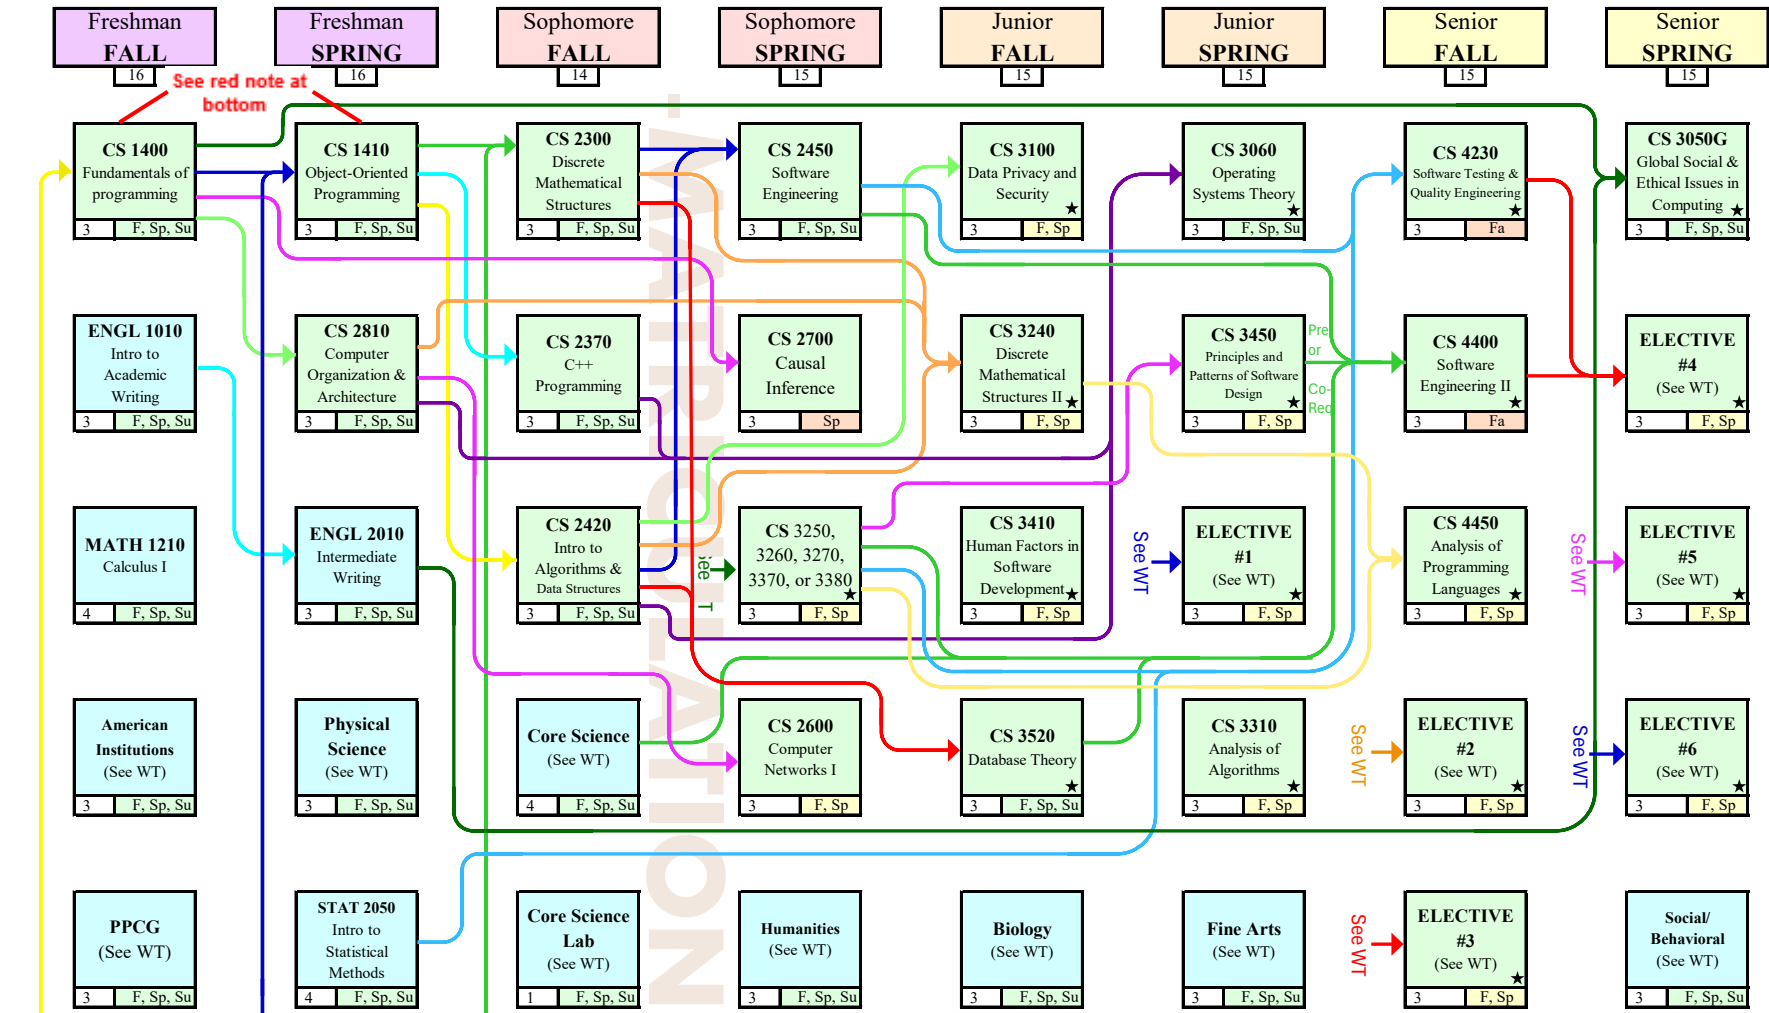 Freshman
FALL
16
Freshman
SPRING
16
Sophomore
FALL
14
Sophomore
SPRING
15
Junior
FALL
15
Junior
SPRING
15
Senior
FALL
15
Senior
SPRING
15
See red note at
bottom
MATRICULATION
CS 1400
Fundamentals of
programming
3 F, Sp, Su
CS 1410
Object-Oriented
Programming
3 F, Sp, Su
CS 2300
Discrete
Mathematical
Structures
3 F, Sp, Su
CS 2450
Software
Engineering
3 F, Sp, Su
CS 3100
Data Privacy and
Security
★
3 F, Sp
CS 3060
Operating
Systems Theory
★
3 F, Sp, Su
CS 4230
Software Testing &
Quality Engineering
★
3 Fa
CS 3050G
Global Social &
Ethical Issues in
Computing ★
3 F, Sp, Su
ENGL 1010
Intro to
Academic
Writing
3 F, Sp, Su
CS 2810
Computer
Organization &
Architecture
3 F, Sp, Su
CS 2370
C++
Programming
3 F, Sp, Su
CS 2700
Causal
Inference
3 Sp
CS 3240
Discrete
Mathematical
Structures II ★
3 F, Sp
CS 3450
Principles and
Patterns of Software
Design ★
3 F, Sp
Pre
or
Co-
Req
CS 4400
Software
Engineering II
★
3 Fa
ELECTIVE
#4
(See WT)
★
3 F, Sp
MATH 1210
Calculus I
4 F, Sp, Su
ENGL 2010
Intermediate
Writing
3 F, Sp, Su
CS 2420
Intro to
Algorithms &
Data Structures
3 F, Sp, Su
CS 3250,
3260, 3270,
3370, or 3380
★
3 F, Sp
CS 3410
Human Factors in
Software
Development ★
3 F, Sp
See WT
ELECTIVE
#1
(See WT)
★
3 F, Sp
CS 4450
Analysis of
Programming
Languages ★
3 F, Sp
See WT
ELECTIVE
#5
(See WT)
★
3 F, Sp
American
Institutions
(See WT)
3 F, Sp, Su
Physical
Science
(See WT)
3 F, Sp, Su
Core Science
(See WT)
4 F, Sp, Su
CS 2600
Computer
Networks I
3 F, Sp
CS 3520
Database Theory
★
3 F, Sp, Su
CS 3310
Analysis of
Algorithms
★
3 F, Sp
See WT
ELECTIVE
#2
(See WT)
★
3 F, Sp
See WT
ELECTIVE
#6
(See WT)
★
3 F, Sp
PPCG
(See WT)
3 F, Sp, Su
STAT 2050
Intro to
Statistical
Methods
4 F, Sp, Su
Core Science
Lab
(See WT)
1 F, Sp, Su
Humanities
(See WT)
3 F, Sp, Su
Biology
(See WT)
3 F, Sp, Su
Fine Arts
(See WT)
3 F, Sp, Su
See WT
ELECTIVE
#3
(See WT)
★
3 F, Sp
Social/
Behavioral
(See WT)
3 F, Sp, Su